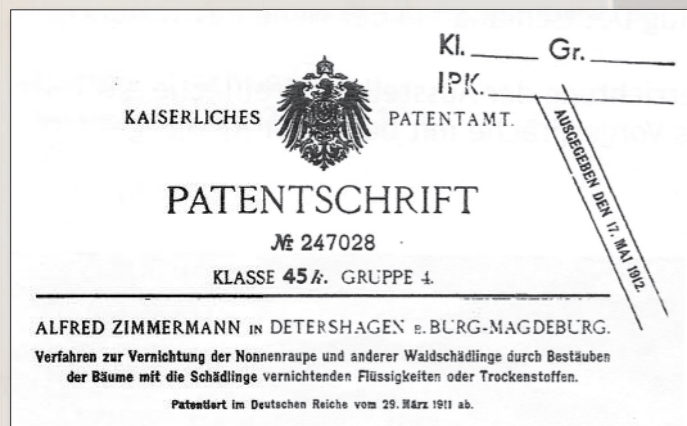 Kl. Gr.
IPK.
KAISERLICHES PATENTAMT.
AUSGEGEBEN DEN 17. MAI 1912.
PATENTSCHRIFT
№ 247028
KLASSE 45k. GRUPPE 4.
ALFRED ZIMMERMANN IN DETERSHAGEN B. BURG-MAGDEBURG.
Verfahren zur Vernichtung der Nonnenraupe und anderer Waldschädlinge durch Bestäuben
der Bäume mit die Schädlinge vernichtenden Flüssigkeiten oder Trockenstoffen.
Patentiert im Deutschen Reiche vom 29. März 1911 ab.